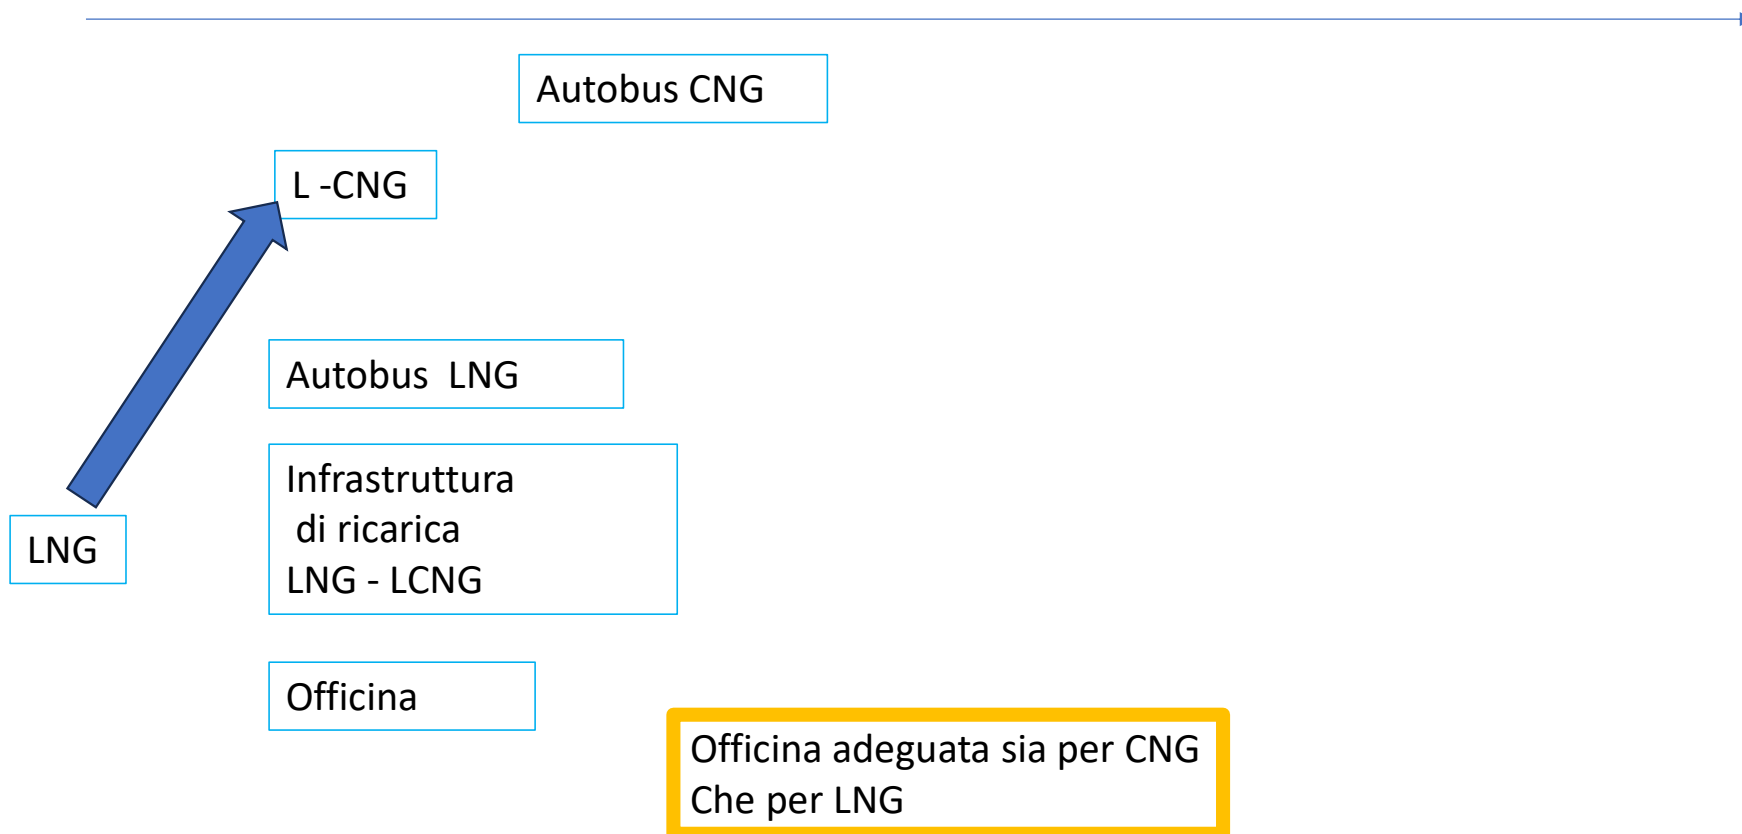 Autobus CNG
L -CNG
Autobus  LNG
Infrastruttura
di ricarica
LNG - LCNG
LNG
Officina
Officina adeguata sia per CNG
Che per LNG